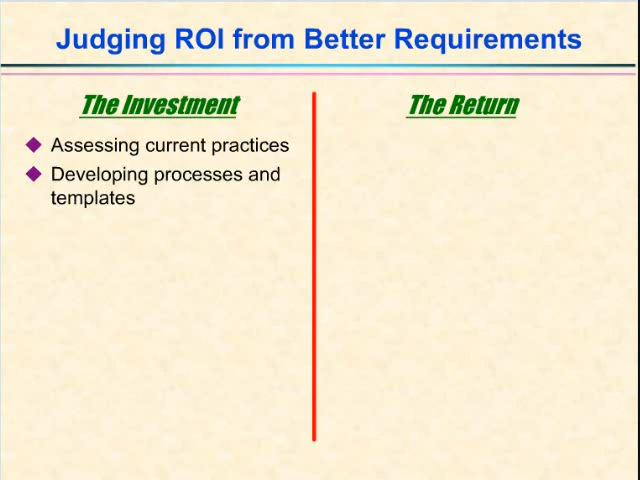 Judging ROI from Better Requirements
The Investment
Assessing current practices
Developing processes and
templates
The Return